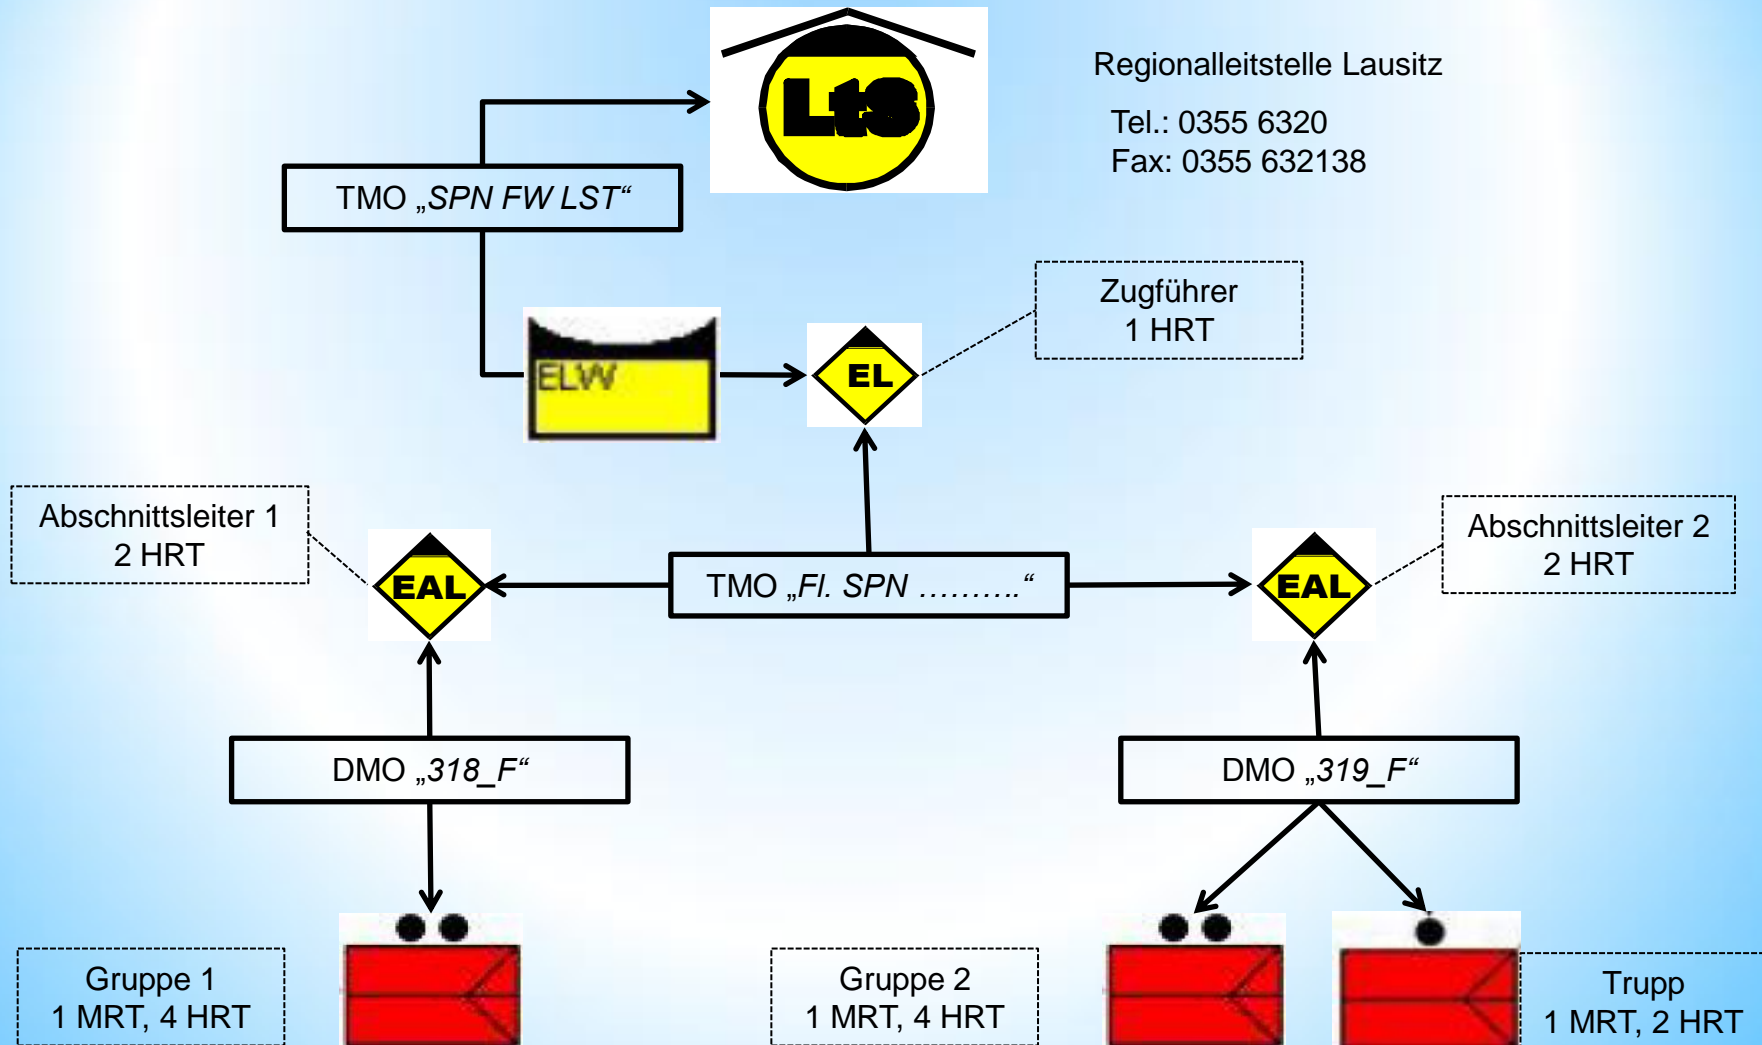 LtS
Regionalleitstelle Lausitz
Tel.: 0355 6320
Fax: 0355 632138
TMO „SPN FW LST“
Zugführer
1 HRT
ELW
EL
Abschnittsleiter 1
2 HRT
EAL
TMO „Fl. SPN ……….“
EAL
Abschnittsleiter 2
2 HRT
DMO „318_F“
DMO „319_F“
Gruppe 1
1 MRT, 4 HRT
Gruppe 2
1 MRT, 4 HRT
Trupp
1 MRT, 2 HRT